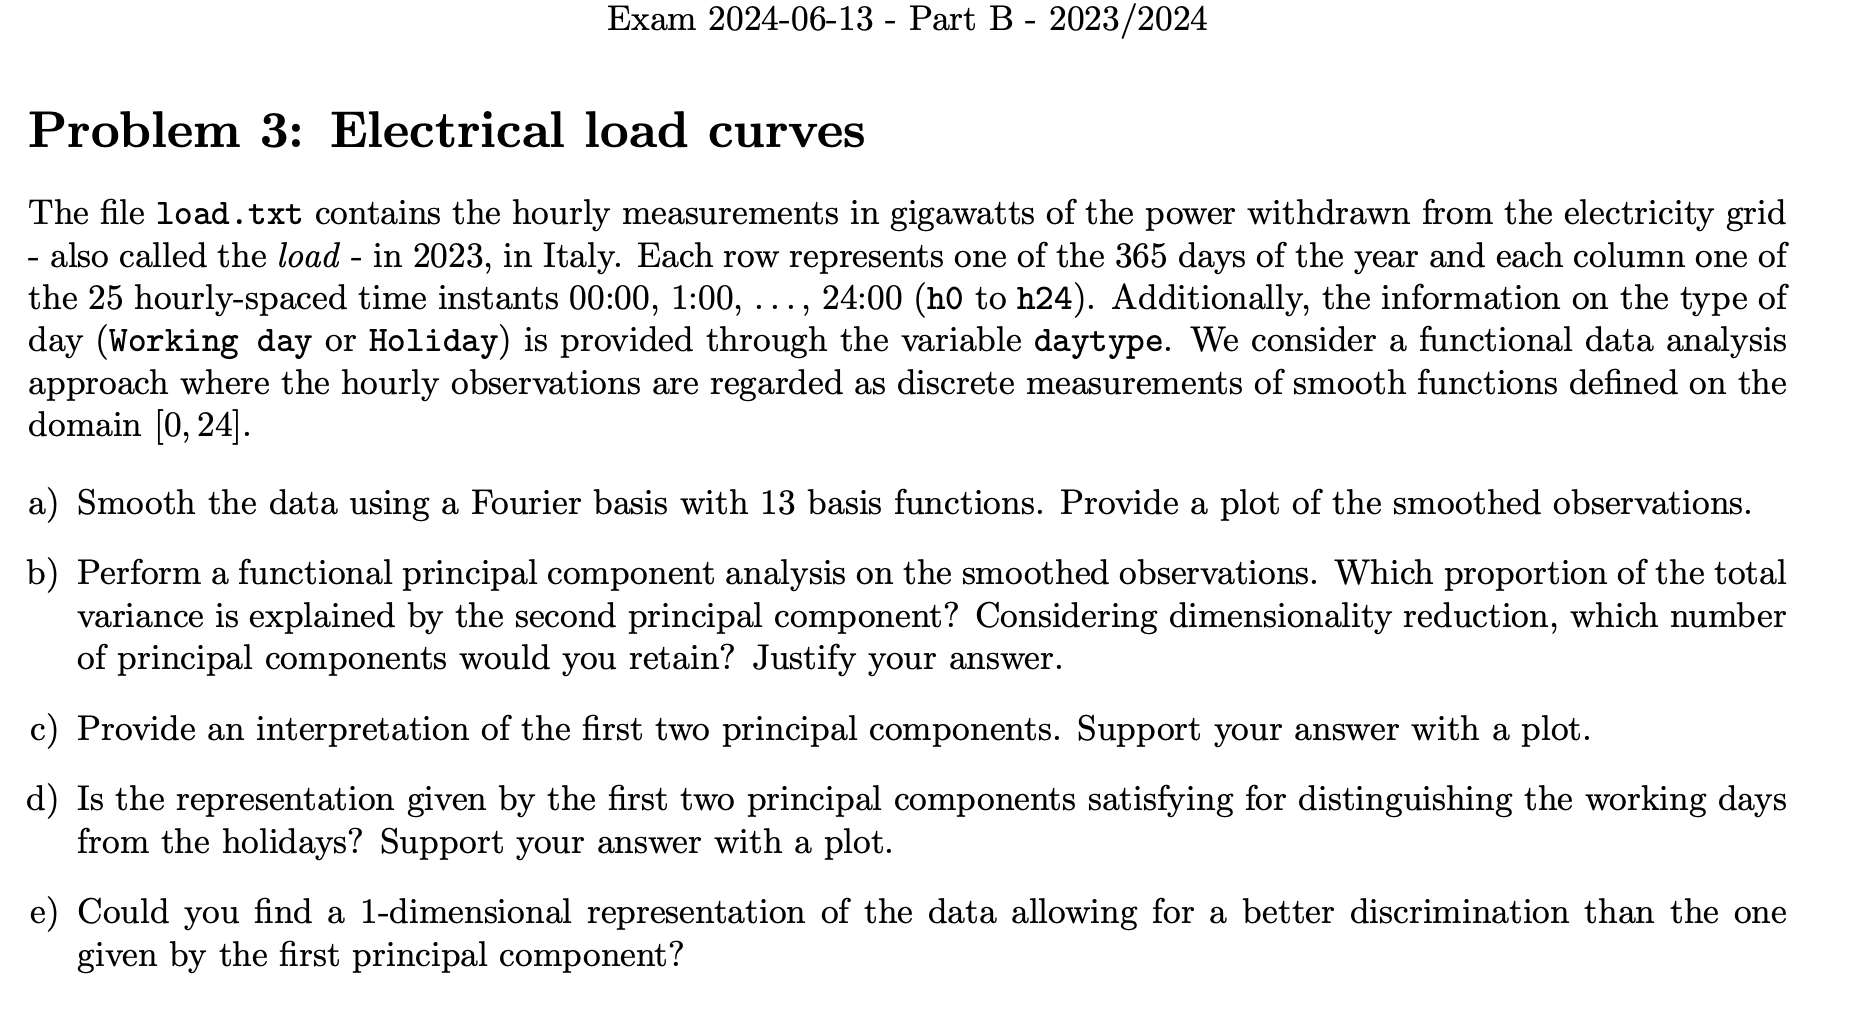 Exam 2024-06-13 - Part B - 2023/2024
Problem 3: Electrical load curves
The file load.txt contains the hourly measurements in gigawatts of the power withdrawn from the electricity grid
- also called the load - in 2023, in Italy. Each row represents one of the 365 days of the year and each column one of
the 25 hourly-spaced time instants 00:00, 1:00, ..., 24:00 (h0 to h24). Additionally, the information on the type of
day (Working day or Holiday) is provided through the variable daytype. We consider a functional data analysis
approach where the hourly observations are regarded as discrete measurements of smooth functions defined on the
domain [0, 24].
a) Smooth the data using a Fourier basis with 13 basis functions. Provide a plot of the smoothed observations.
b) Perform a functional principal component analysis on the smoothed observations. Which proportion of the total
variance is explained by the second principal component? Considering dimensionality reduction, which number
of principal components would you retain? Justify your answer.
c) Provide an interpretation of the first two principal components. Support your answer with a plot.
d) Is the representation given by the first two principal components satisfying for distinguishing the working days
from the holidays? Support your answer with a plot.
e) Could you find a 1-dimensional representation of the data allowing for a better discrimination than the one
given by the first principal component?